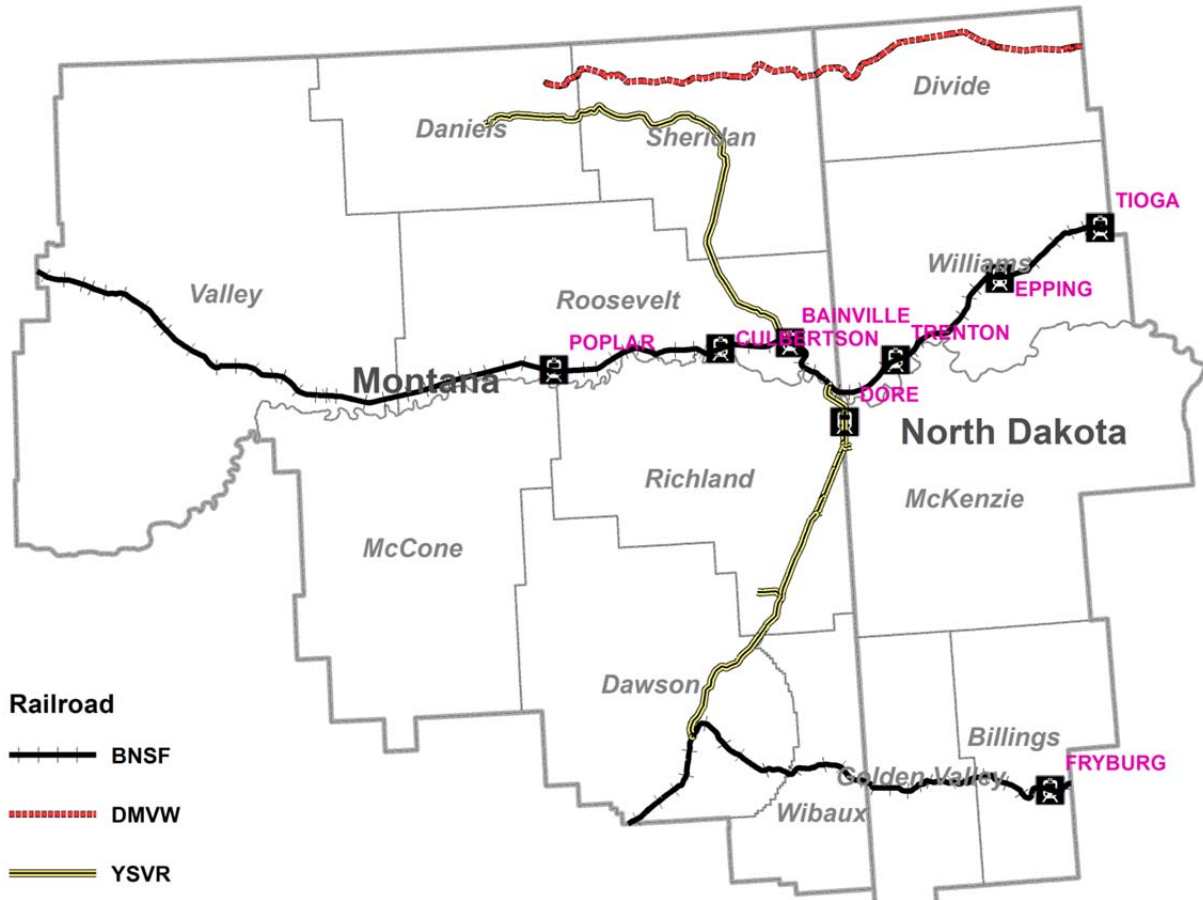 Divide
Daniels
Sheridan
TIOGA
Williams
Valley
EPPING
Roosevelt
BAINVILLE
POPLAR
CULBERTSON
TRENTON
Montana
DORE
North Dakota
Richland
McKenzie
McCone
Dawson
Railroad
Billings
BNSF
FRYBURG
Golden Valley
Wibaux
DMVW
YSVR